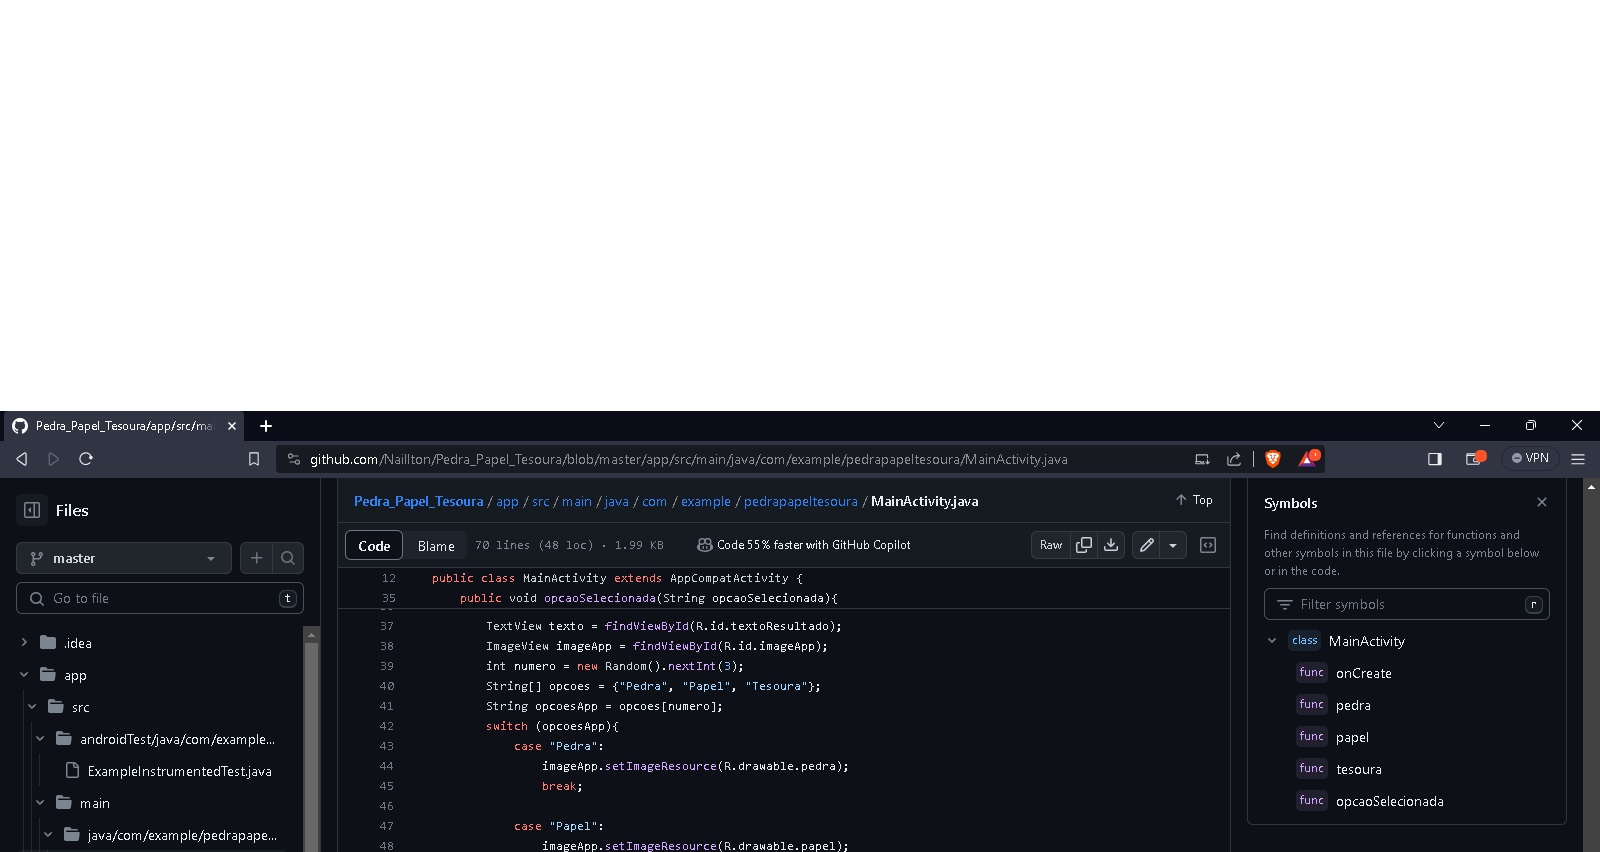 Pedra_Papel_Tesoura/app/src/ma
github.com/Naillton/Pedra_Papel_Tesoura/blob/master/app/src/main/java/com/example/pedrapapeltesoura/MainActivity.java
VPN
Files
master
Go to file
t
.idea
app
src
androidTest/java/com/example...
ExampleInstrumentedTest.java
main
java/com/example/pedrapape...
Pedra_Papel_Tesoura / app / src / main / java / com / example / pedrapapeltesoura / MainActivity.java
Top
Code
Blame
70 lines (48 loc) · 1.99 KB
Code 55% faster with GitHub Copilot
Raw
12 public class MainActivity extends AppCompatActivity {
35 public void opcaoSelecionada(String opcaoSelecionada){
37 TextView texto = findViewById(R.id.textoResultado);
38 ImageView imageApp = findViewById(R.id.imageApp);
39 int numero = new Random().nextInt(3);
40 String[] opcoes = {"Pedra", "Papel", "Tesoura"};
41 String opcoesApp = opcoes[numero];
42 switch (opcoesApp){
43 case "Pedra":
44 imageApp.setImageResource(R.drawable.pedra);
45 break;
46
47 case "Papel":
48 imageApp.setImageResource(R.drawable.papel);
Symbols
Find definitions and references for functions and
other symbols in this file by clicking a symbol below
or in the code.
Filter symbols
r
class MainActivity
func onCreate
func pedra
func papel
func tesoura
func opcaoSelecionada